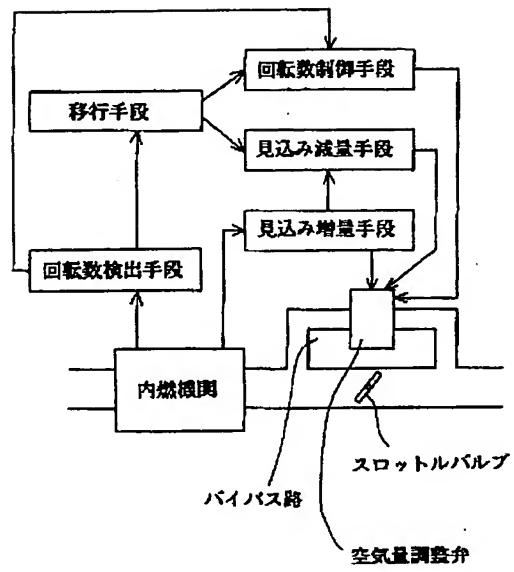 回転数制御手段
移行手段
見込み減量手段
見込み増量手段
回転数検出手段
内燃機関
スロットルバルブ
バイパス路
空気量調整弁